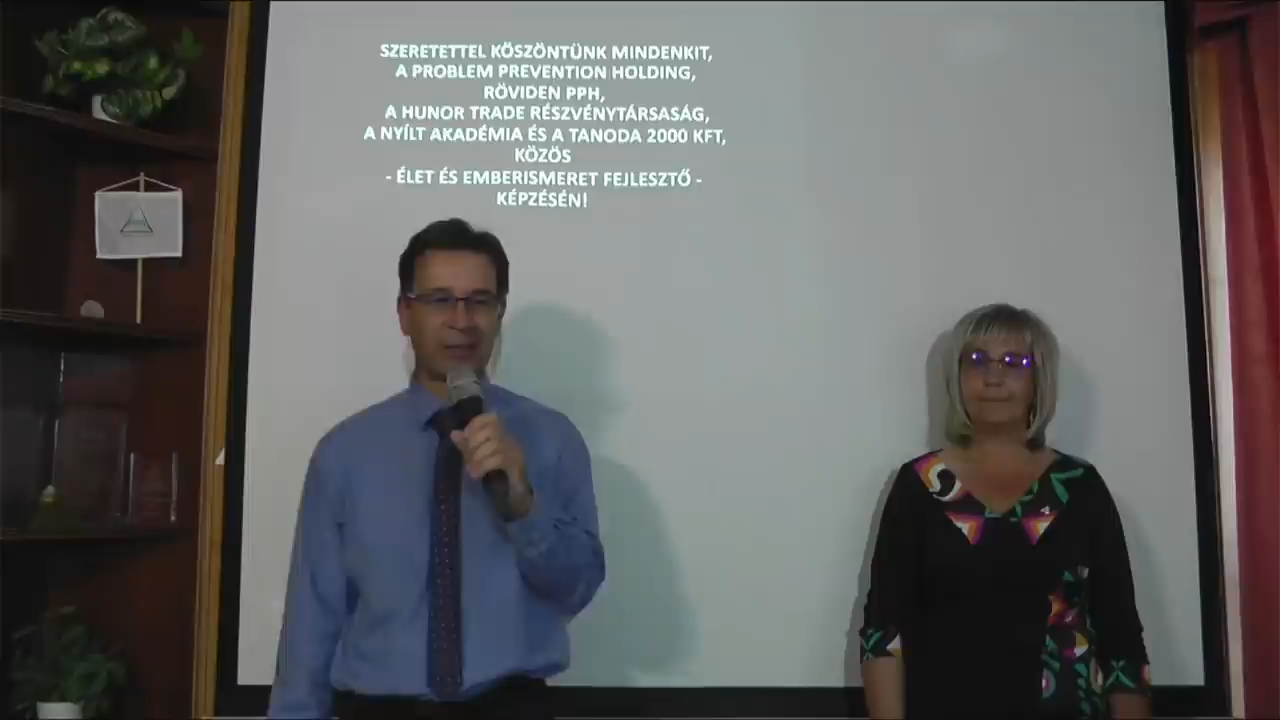 SZERETETTEL KÖSZÖNTÜNK MINDENKIT,
A PROBLEM PREVENTION HOLDING,
RÖVIDEN PPH,
A HUNOR TRADE RÉSZVÉNYTÁRSASÁG,
A NYÍLT AKADÉMIA ÉS A TANODA 2000 KFT,
KÖZÖS
- ÉLET ÉS EMBERISMERET FEJLESZTŐ -
KÉPZÉSÉN!